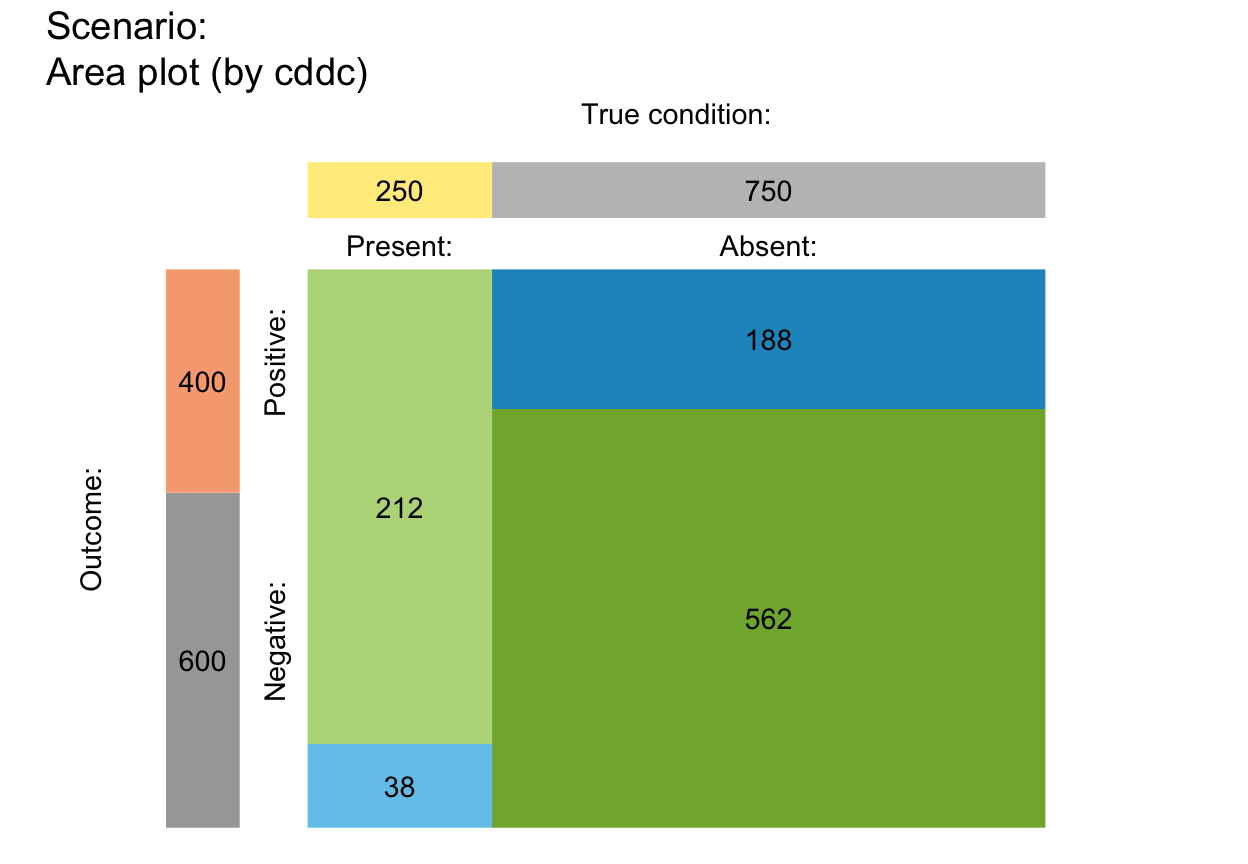 Scenario:
Area plot (by cddc)
True condition:
250
750
Present:
Absent:
Outcome:
400
600
Positive:
Negative:
212
188
38
562